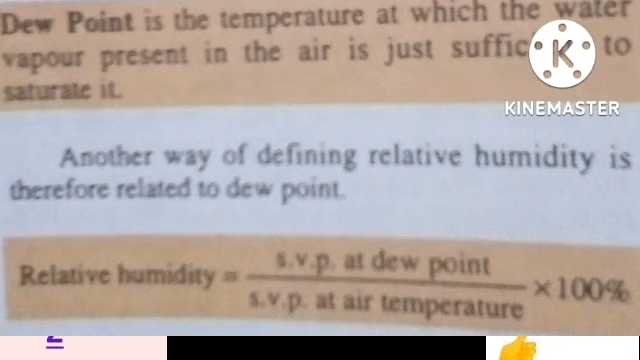 Dew Point is the temperature at which the water
vapour present in the air is just suffic to
saturate it.
KINEMASTER
Another way of defining relative humidity is
therefore related to dew point.
Relative humidity = s.v.p. at dew point / s.v.p. at air temperature × 100%